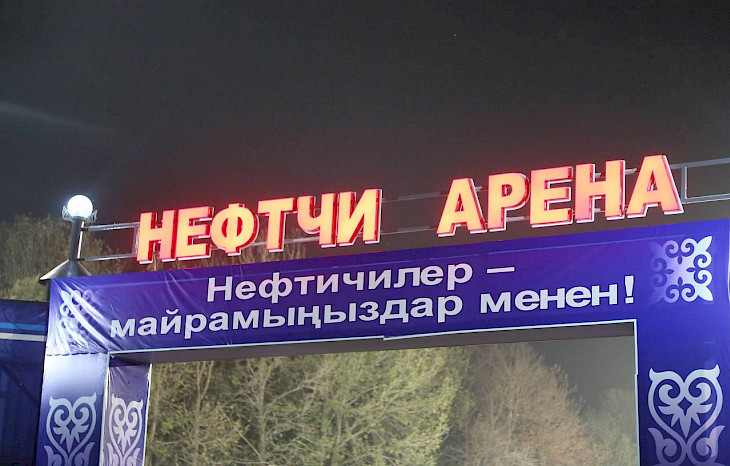 НЕФТЧИ АРЕНА
Нефтичилер –
майрамыңыздар менен!